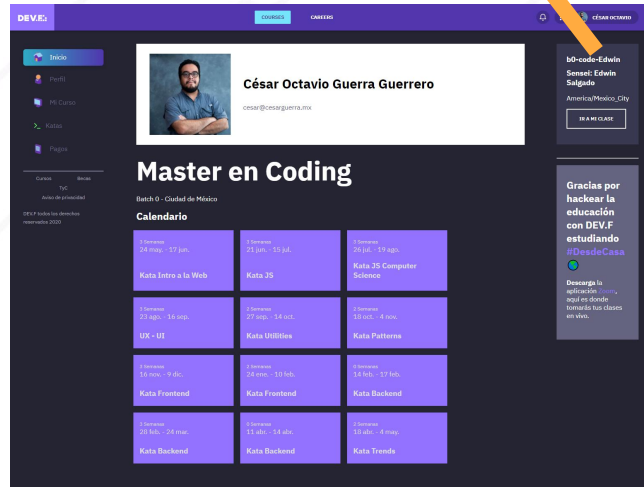 DEV.F.:
COURSES
CAREERS
CÉSAR OCTAVIO
Inicio
Perfil
Mi Curso
Katas
Pagos
Cursos
Becas
TyC
Aviso de privacidad
DEV.F todos los derechos
reservados 2020
César Octavio Guerra Guerrero
cesar@cesarguerra.mx
Master en Coding
Batch 0 - Ciudad de México
Calendario
3 Semanas
24 may. - 17 jun.
Kata Intro a la Web
3 Semanas
21 jun. - 15 jul.
Kata JS
3 Semanas
26 jul. - 19 ago.
Kata JS Computer
Science
3 Semanas
23 ago. - 16 sep.
UX - UI
2 Semanas
27 sep. - 14 oct.
Kata Utilities
2 Semanas
18 oct. - 4 nov.
Kata Patterns
3 Semanas
16 nov. - 9 dic.
Kata Frontend
2 Semanas
24 ene. - 10 feb.
Kata Frontend
0 Semanas
14 feb. - 17 feb.
Kata Backend
3 Semanas
28 feb. - 24 mar.
Kata Backend
0 Semanas
11 abr. - 14 abr.
Kata Backend
2 Semanas
18 abr. - 4 may.
Kata Trends
b0-code-Edwin
Sensei: Edwin
Salgado
America/Mexico_City
IR A MI CLASE
Gracias por
hackear la
educación
con DEV.F
estudiando
#DesdeCasa
Descarga la
aplicación Zoom,
aquí es donde
tomarás tus clases
en vivo.